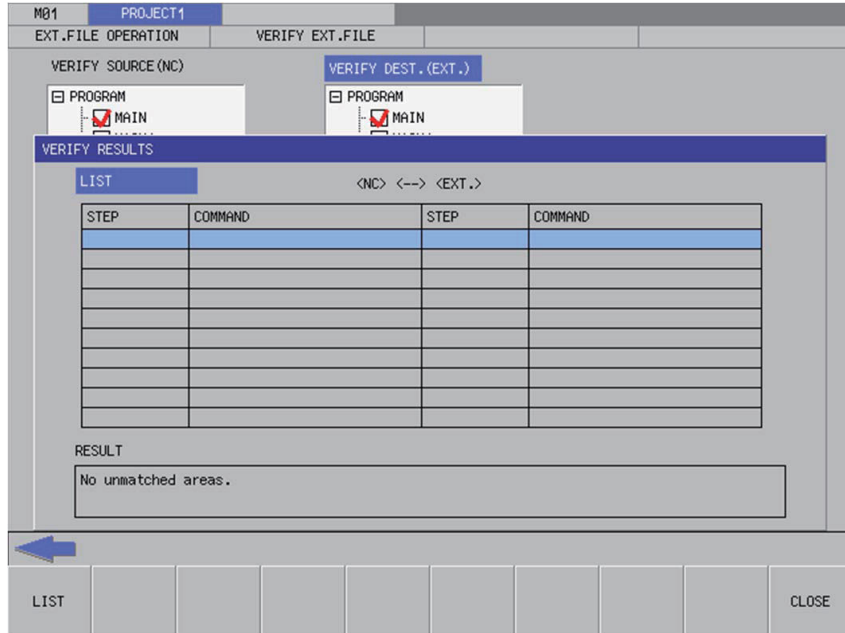 M01 PROJECT1
EXT.FILE OPERATION VERIFY EXT.FILE
VERIFY SOURCE(NC) VERIFY DEST.(EXT.)
PROGRAM PROGRAM
MAIN MAIN
VERIFY RESULTS
LIST <NC> <--> <EXT.>
STEP COMMAND STEP COMMAND
RESULT
No unmatched areas.
LIST CLOSE